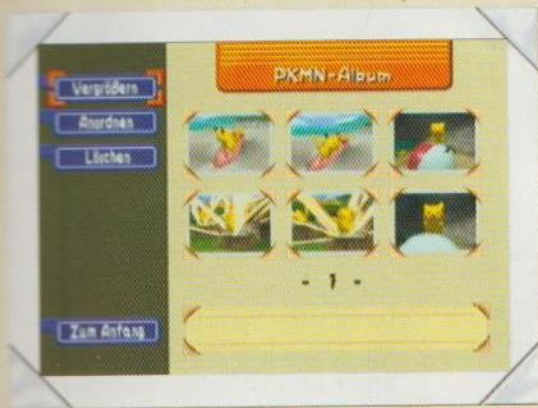 PKMN-Album
Vergrößern
Anordnen
Löschen
- 1 -
Zum Anfang